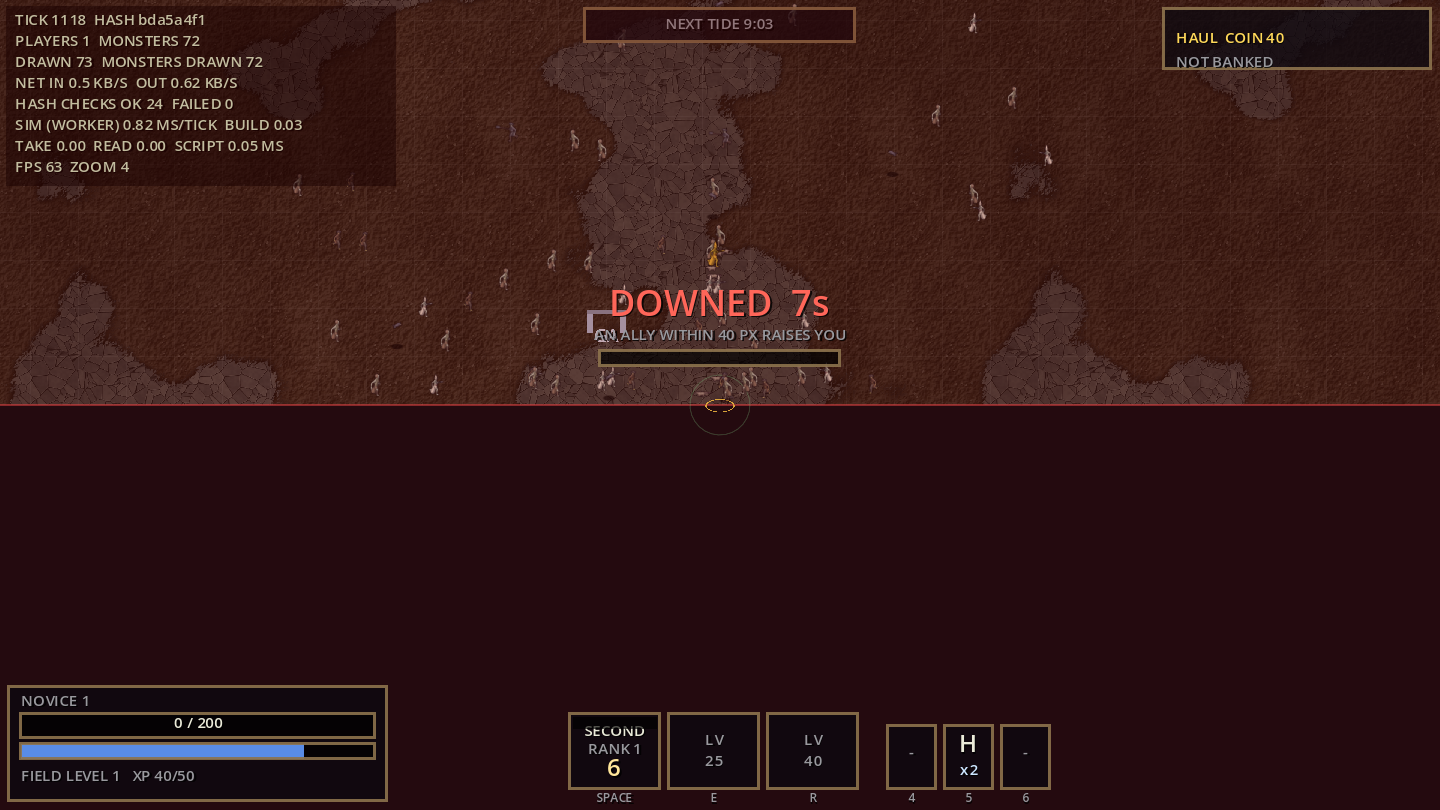 TICK 1118 HASH bda5a4f1
PLAYERS 1 MONSTERS 72
DRAWN 73 MONSTERS DRAWN 72
NET IN 0.5 KB/S OUT 0.62 KB/S
HASH CHECKS OK 24 FAILED 0
SIM (WORKER) 0.82 MS/TICK BUILD 0.03
TAKE 0.00 READ 0.00 SCRIPT 0.05 MS
FPS 63 ZOOM 4
NEXT TIDE 9:03
HAUL COIN 40
NOT BANKED
DOWNED 7s
AN ALLY WITHIN 40 PX RAISES YOU
NOVICE 1
0 / 200
FIELD LEVEL 1 XP 40/50
SECOND
RANK 1
6
SPACE
LV
25
E
LV
40
R
-
4
H
x2
5
-
6